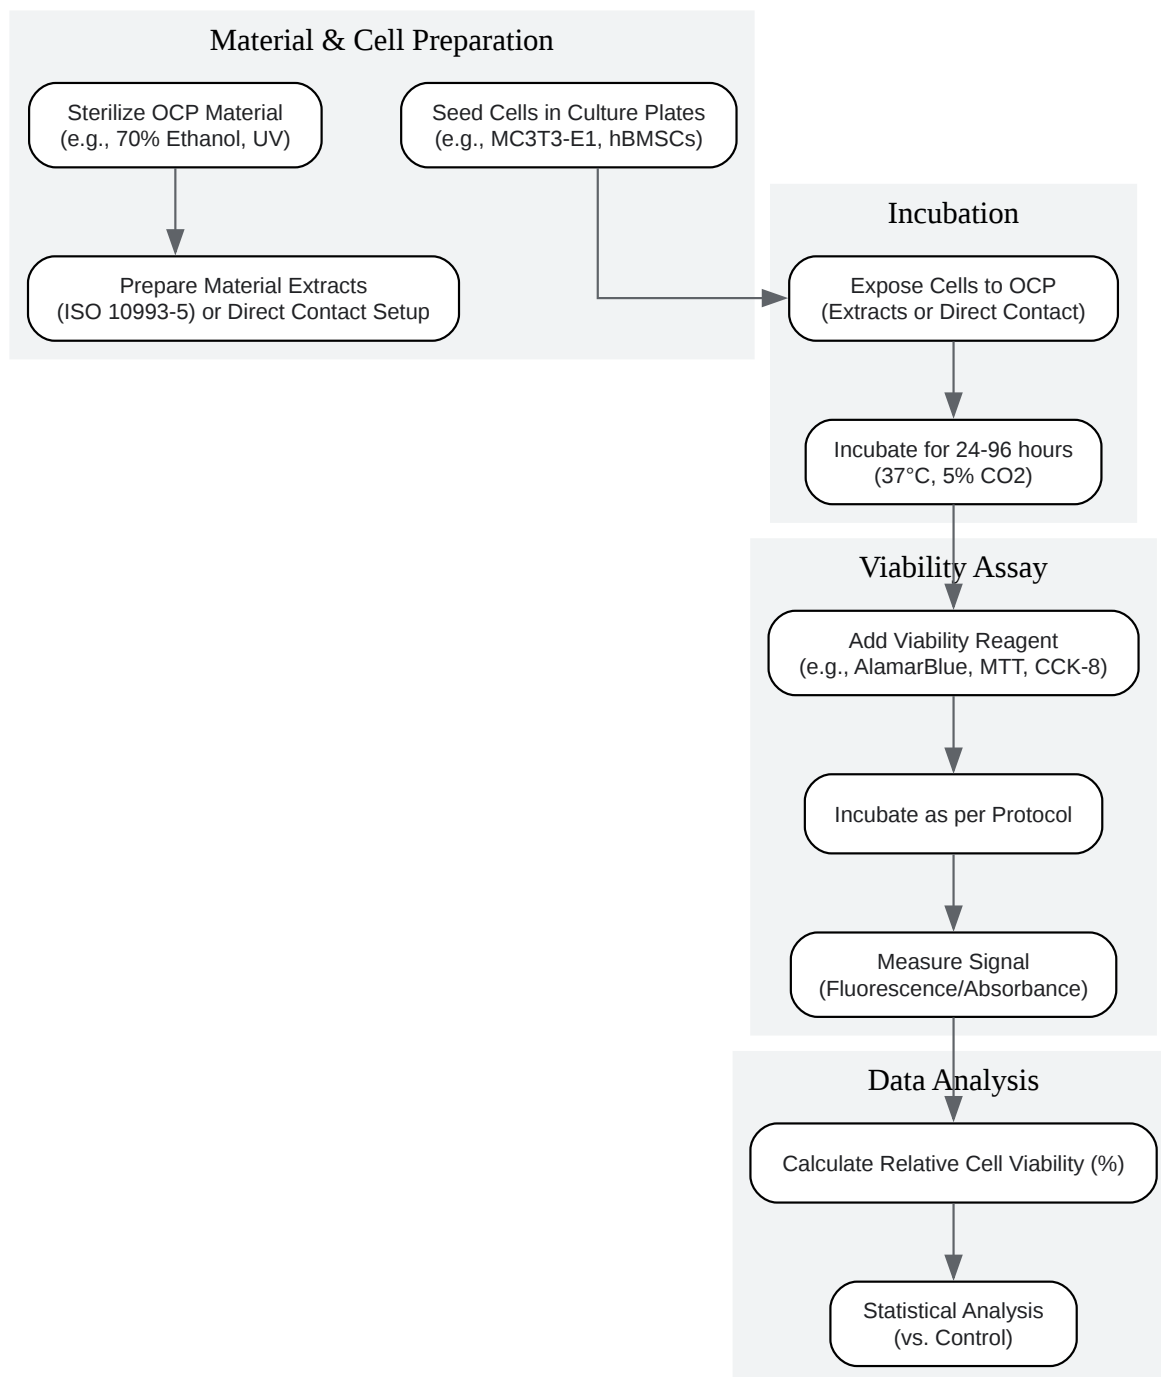 Material & Cell Preparation
Sterilize OCP Material
(e.g., 70% Ethanol, UV)
Seed Cells in Culture Plates
(e.g., MC3T3-E1, hBMSCs)
Prepare Material Extracts
(ISO 10993-5) or Direct Contact Setup
Incubation
Expose Cells to OCP
(Extracts or Direct Contact)
Incubate for 24-96 hours
(37°C, 5% CO2)
Viability Assay
Add Viability Reagent
(e.g., AlamarBlue, MTT, CCK-8)
Incubate as per Protocol
Measure Signal
(Fluorescence/Absorbance)
Data Analysis
Calculate Relative Cell Viability (%)
Statistical Analysis
(vs. Control)